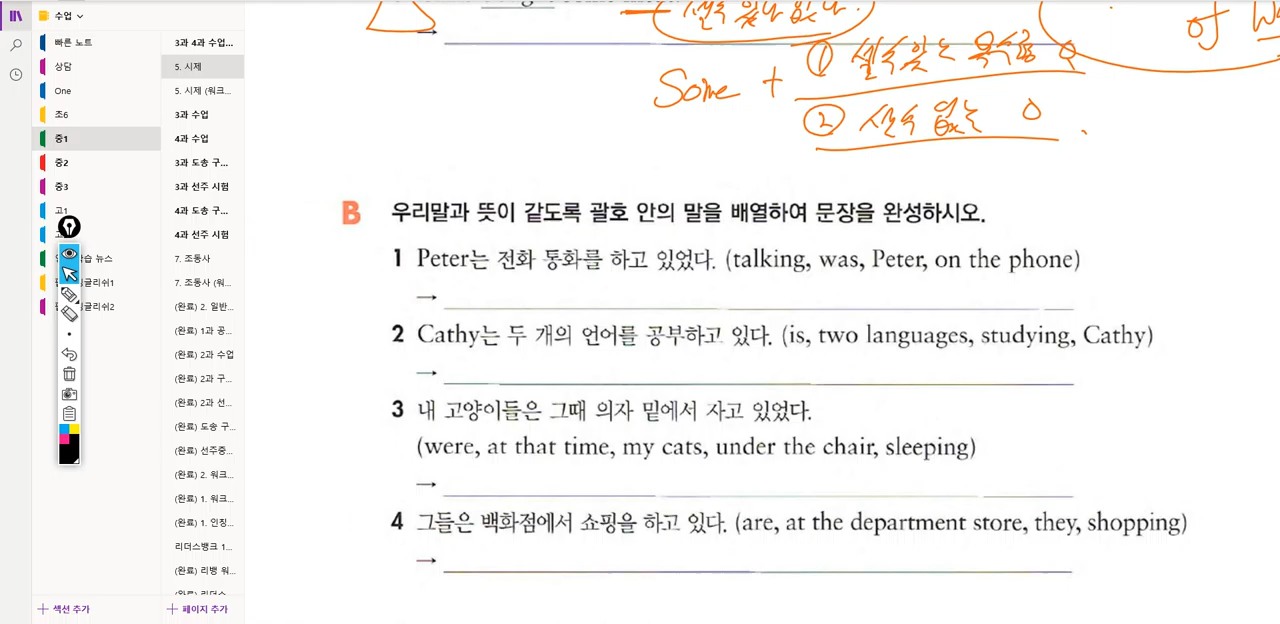 수업
빠른 노트
상담
One
조6
중1
중2
중3
고1
글리쉬1
글리쉬2
섹션 추가
3과 4과 수업...
5. 시제
5. 시제 (워크...
3과 수업
4과 수업
3과 도송 구...
3과 선주 시험
4과 도송 구...
4과 선주 시험
7. 조동사
7. 조동사 (워...
(완료) 2. 일반...
(완료) 1과 공...
(완료) 2과 수업
(완료) 2과 구...
(완료) 2과 선...
(완료) 도송 구...
(완료) 선주중...
(완료) 2. 워크...
(완료) 1. 워크...
(완료) 1. 인칭...
리더스뱅크 1...
(완료) 리뱅 워...
페이지 추가
of
Some + ① 셀 수 있는 복수형
② 셀 수 없는 O
B 우리말과 뜻이 같도록 괄호 안의 말을 배열하여 문장을 완성하시오.
1 Peter는 전화 통화를 하고 있었다. (talking, was, Peter, on the phone)
→
2 Cathy는 두 개의 언어를 공부하고 있다. (is, two languages, studying, Cathy)
→
3 내 고양이들은 그때 의자 밑에서 자고 있었다.
(were, at that time, my cats, under the chair, sleeping)
→
4 그들은 백화점에서 쇼핑을 하고 있다. (are, at the department store, they, shopping)
→